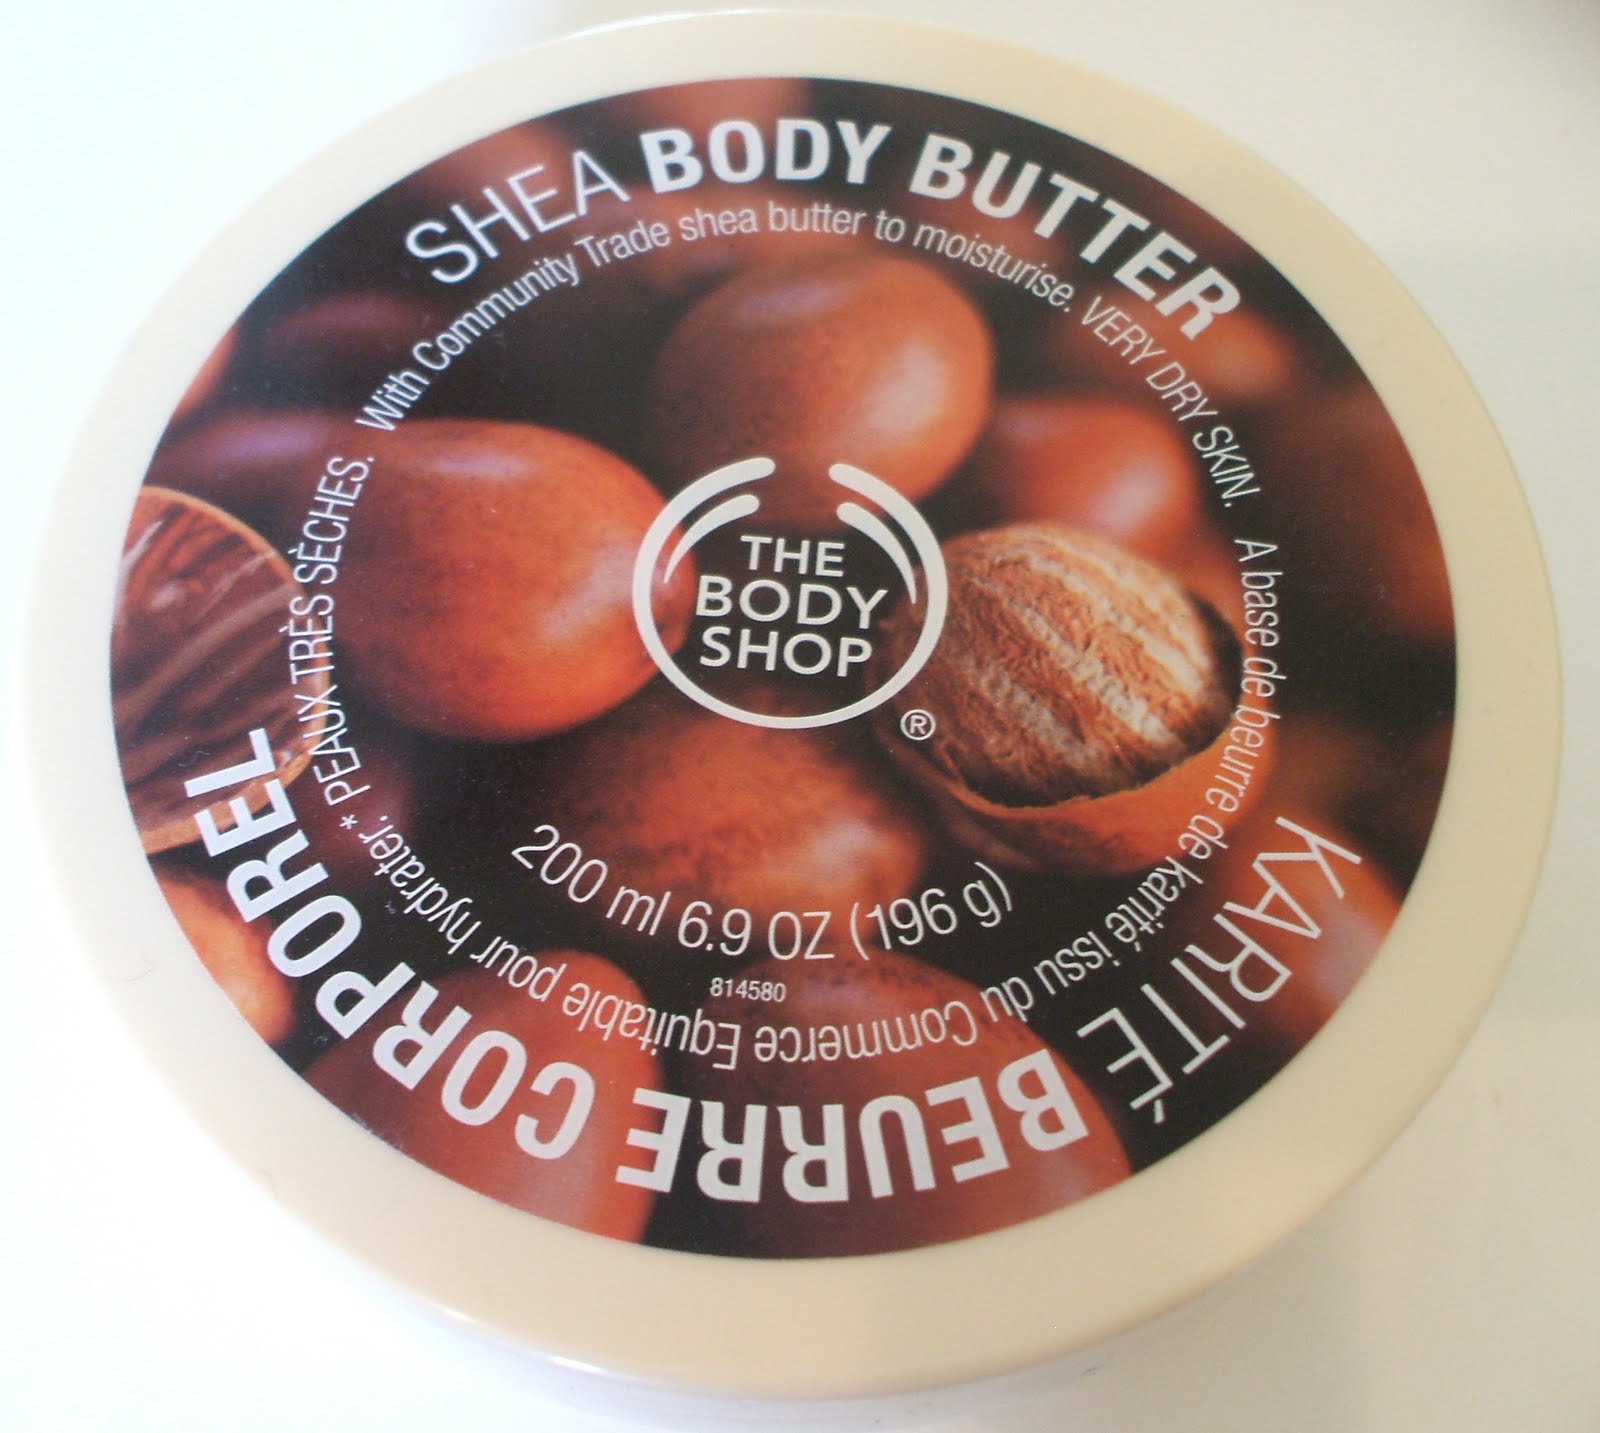 SHEA BODY BUTTER
With Community Trade shea butter to moisturise. VERY DRY SKIN.
THE
BODY
SHOP
®
200 ml 6.9 OZ (196 g)
814580
KARITÉ BEURRE CORPOREL
A base de beurre de karité issu du Commerce Equitable pour hydrater.* PEAUX TRÈS SÈCHES.